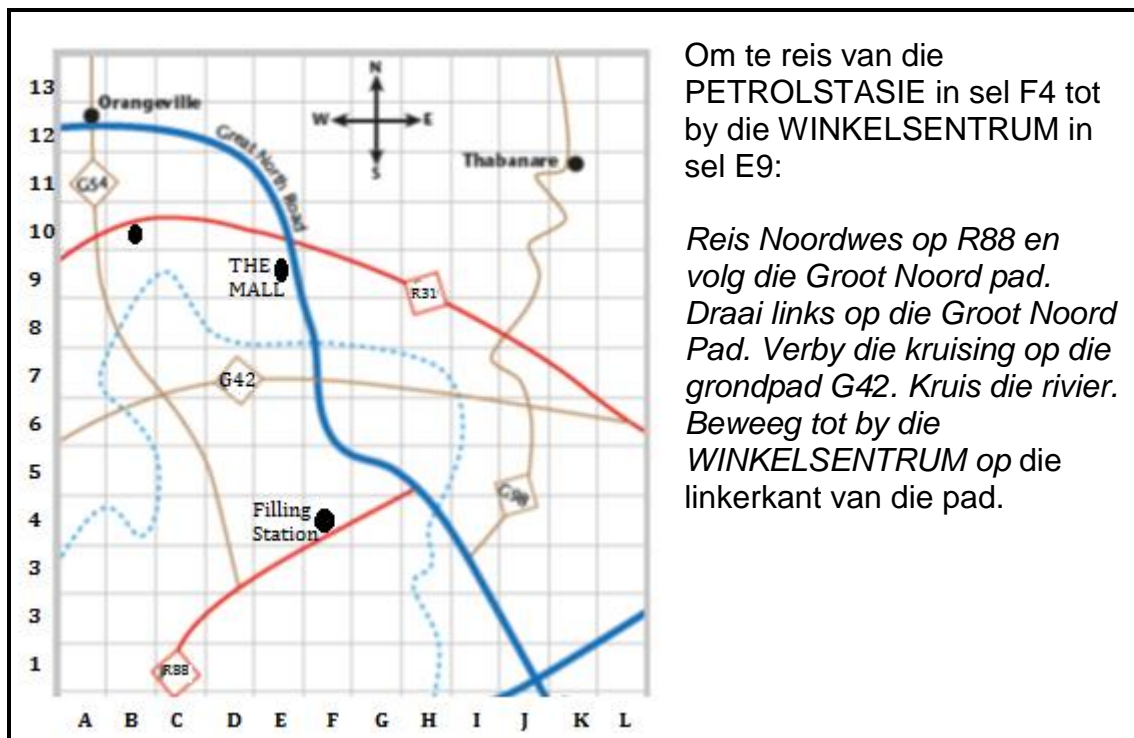 Om te reis van die
PETROLSTASIE in sel F4 tot
by die WINKELSENTRUM in
sel E9:
Reis Noordwes op R88 en
volg die Groot Noord pad.
Draai links op die Groot Noord
Pad. Verby die kruising op die
grondpad G42. Kruis die rivier.
Beweeg tot by die
WINKELSENTRUM op die
linkerkant van die pad.
13
12
11
10
9
8
7
6
5
4
3
3
1
A B C D E F G H I J K L
N
W E
S
Orangeville
Great North Road
Thabanare
G54
THE
MALL
R31
G42
G98
Filling
Station
R88